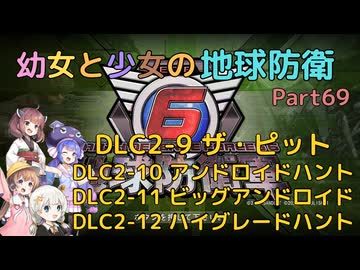 幼女と少女の地球防衛
Part69
6
DLC2-9 ザ・ピット
DLC2-10 アンドロイドハント
DLC2-11 ビッグアンドロイド
DLC2-12 ハイグレードハント